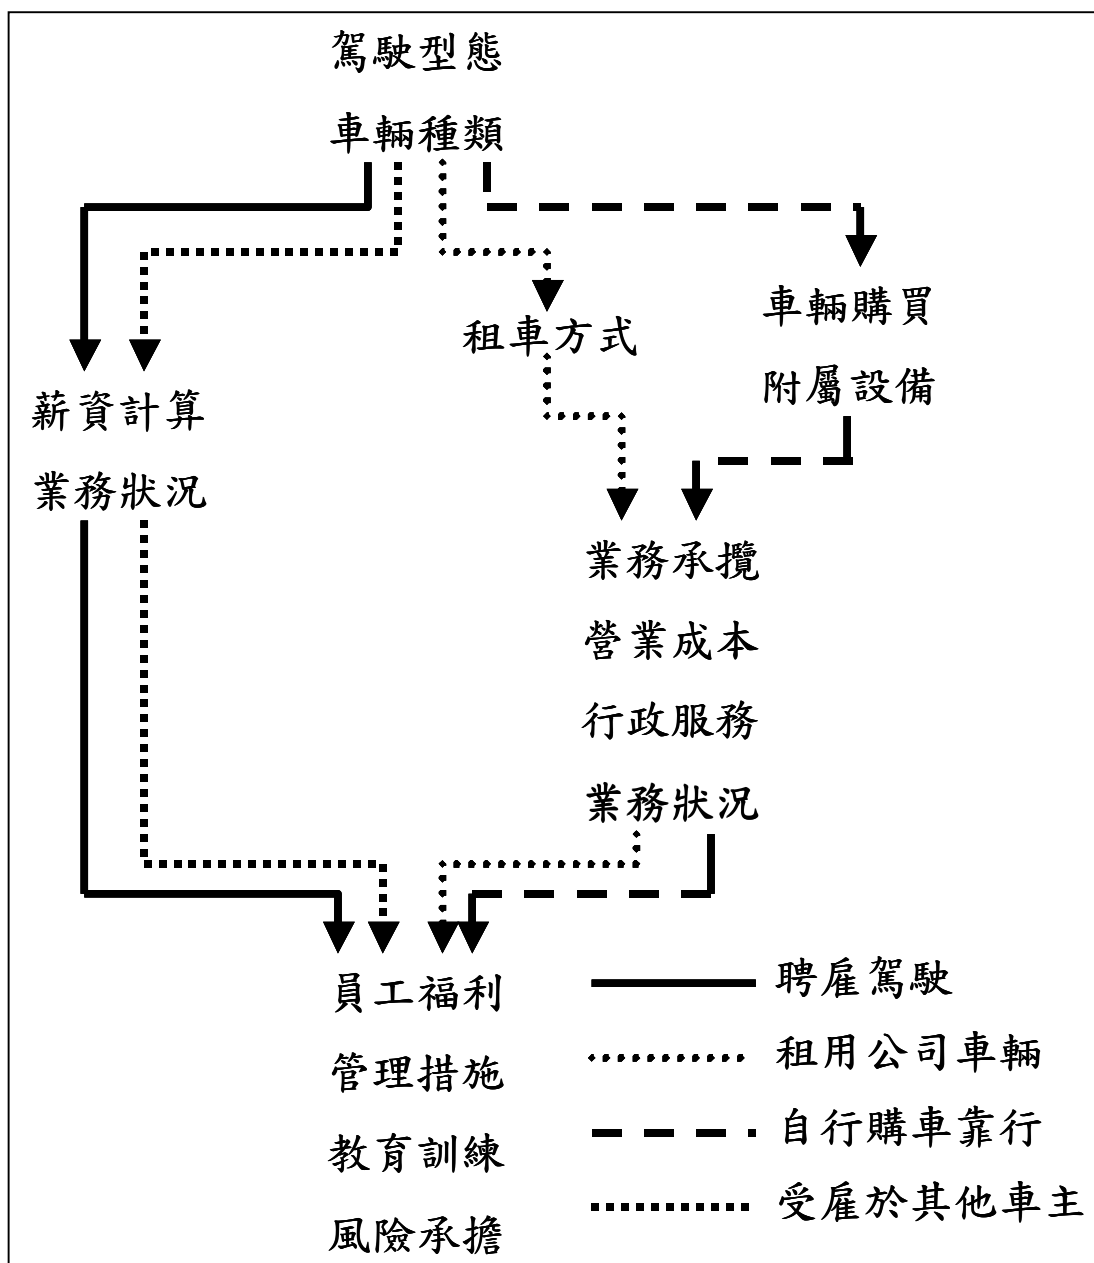 駕駛型態
車輛種類
租車方式
車輛購買
附屬設備
薪資計算
業務狀況
業務承攬
營業成本
行政服務
業務狀況
員工福利
管理措施
教育訓練
風險承擔
聘雇駕駛
租用公司車輛
自行購車靠行
受雇於其他車主